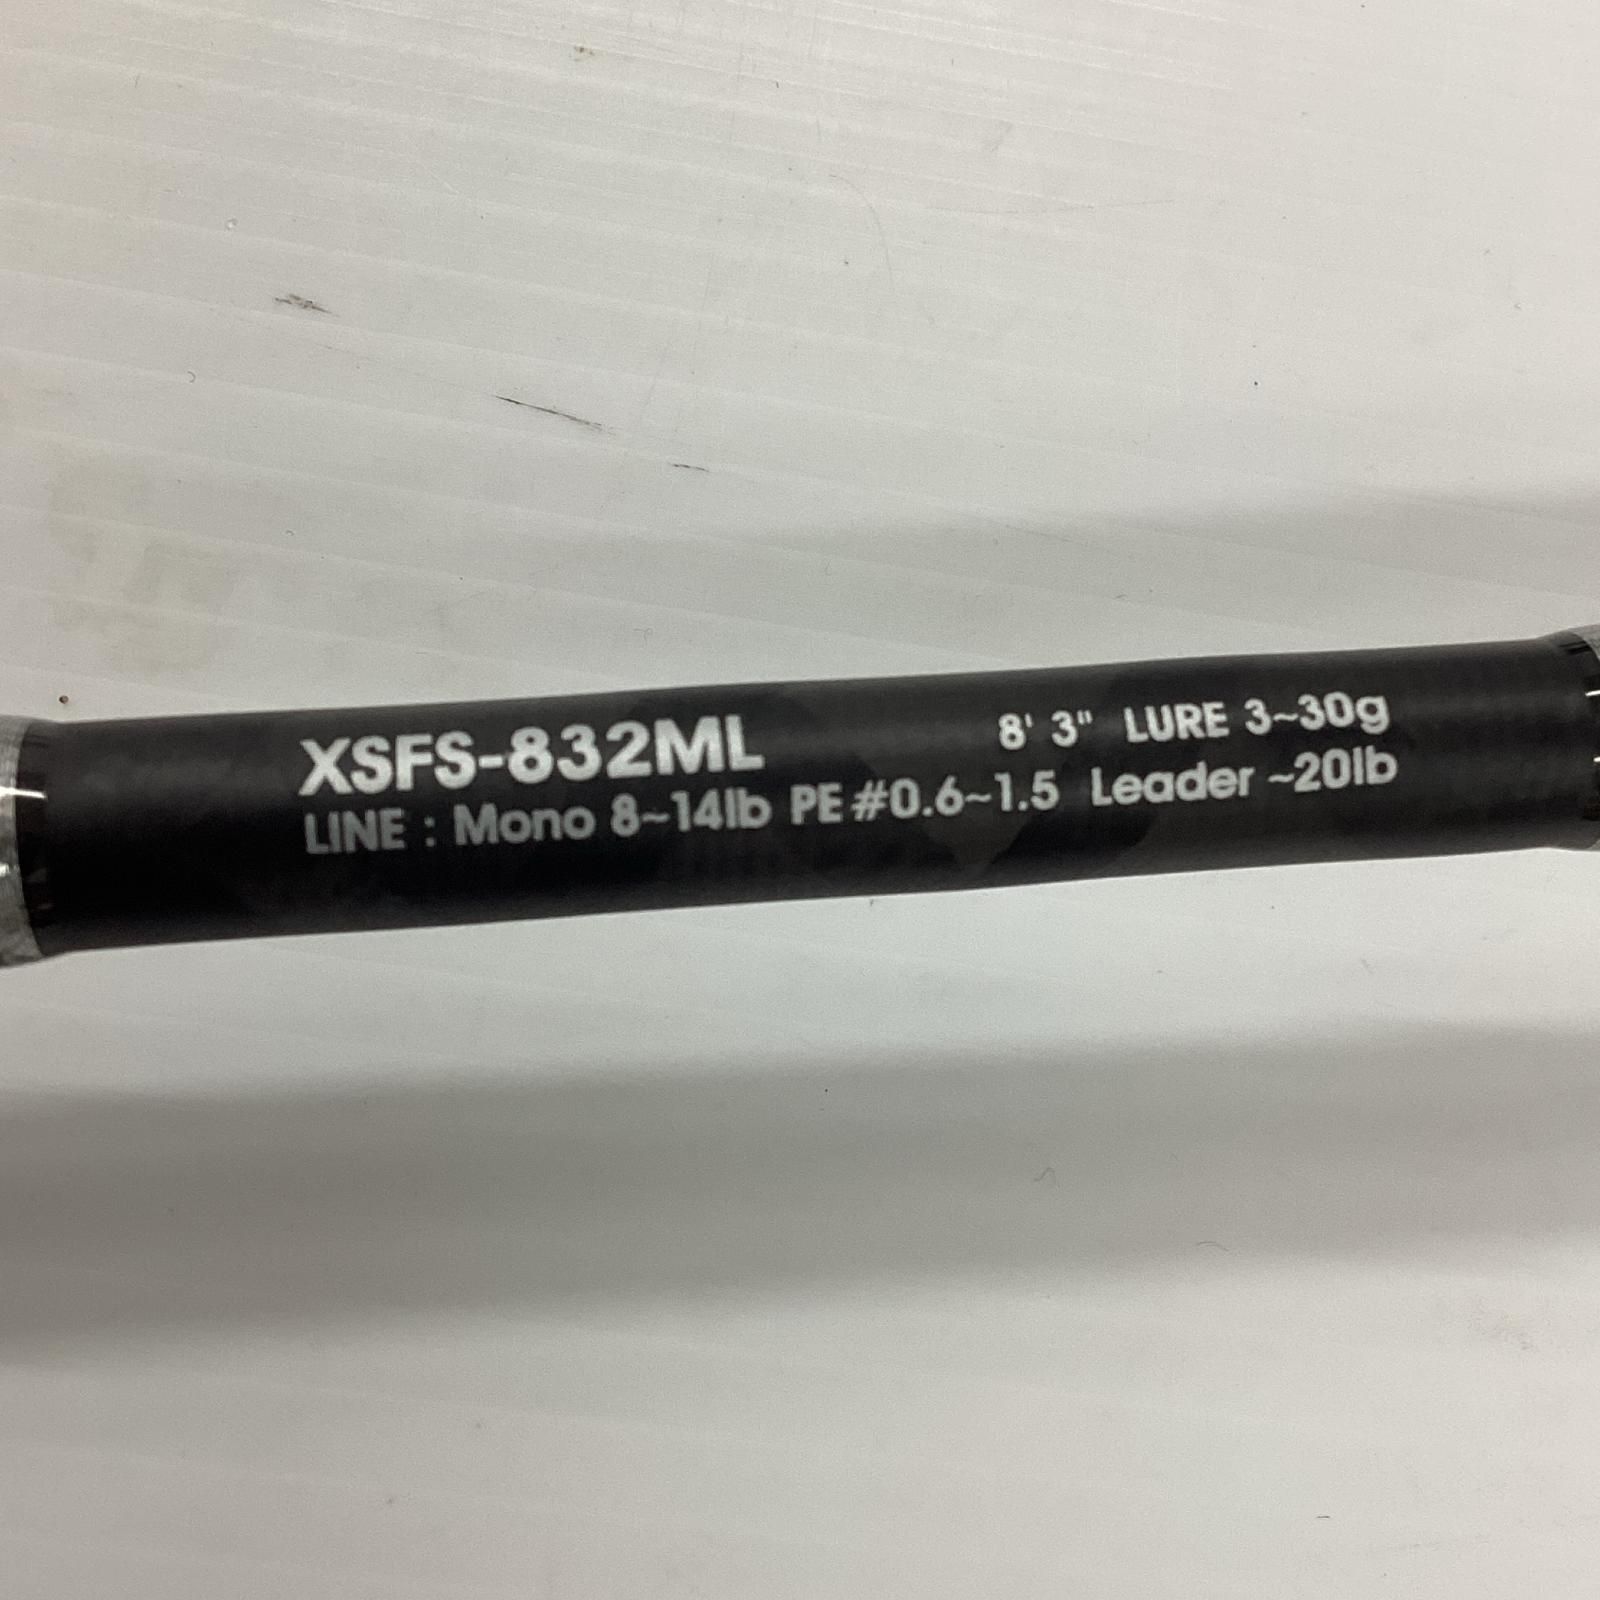 XSFS-832ML 8' 3" LURE 3~30g
LINE : Mono 8~14lb PE #0.6~1.5 Leader ~20lb